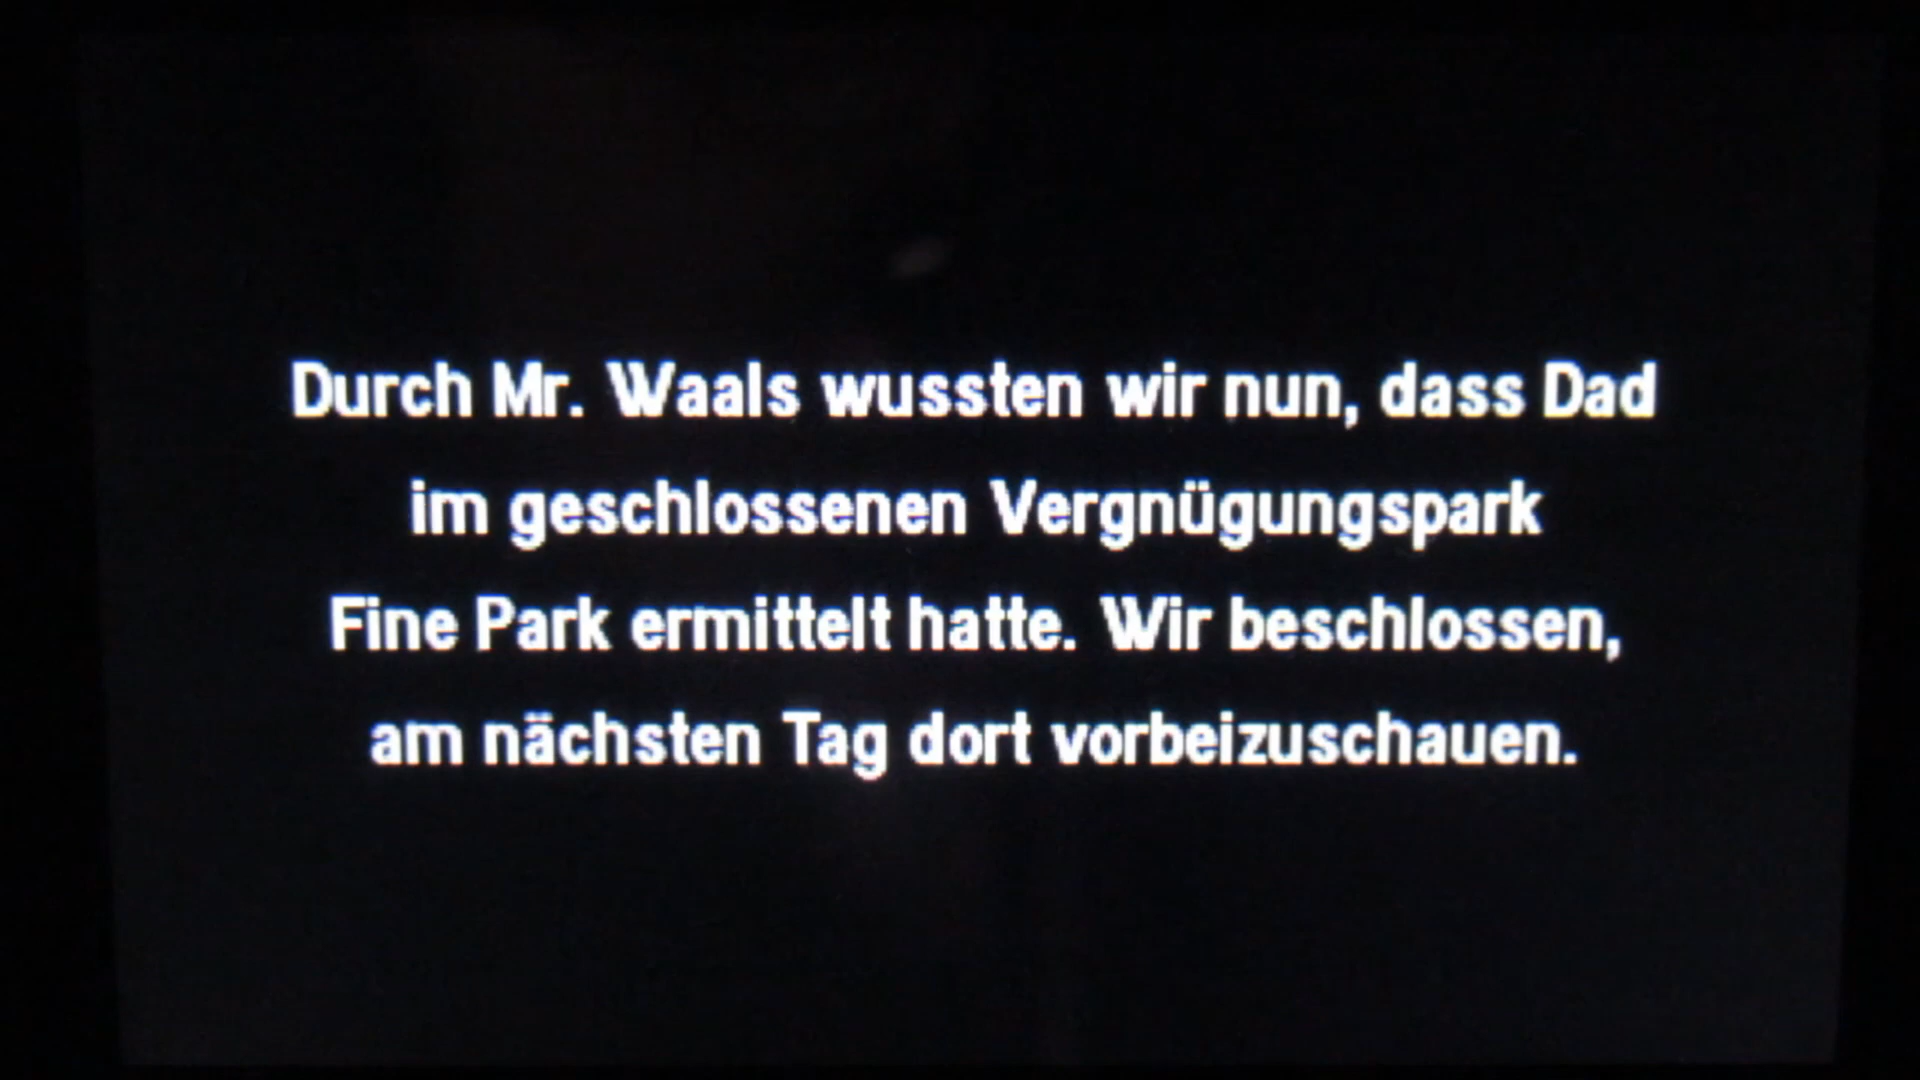 Durch Mr. Waals wussten wir nun, dass Dad
im geschlossenen Vergnügungspark
Fine Park ermittelt hatte. Wir beschlossen,
am nächsten Tag dort vorbeizuschauen.